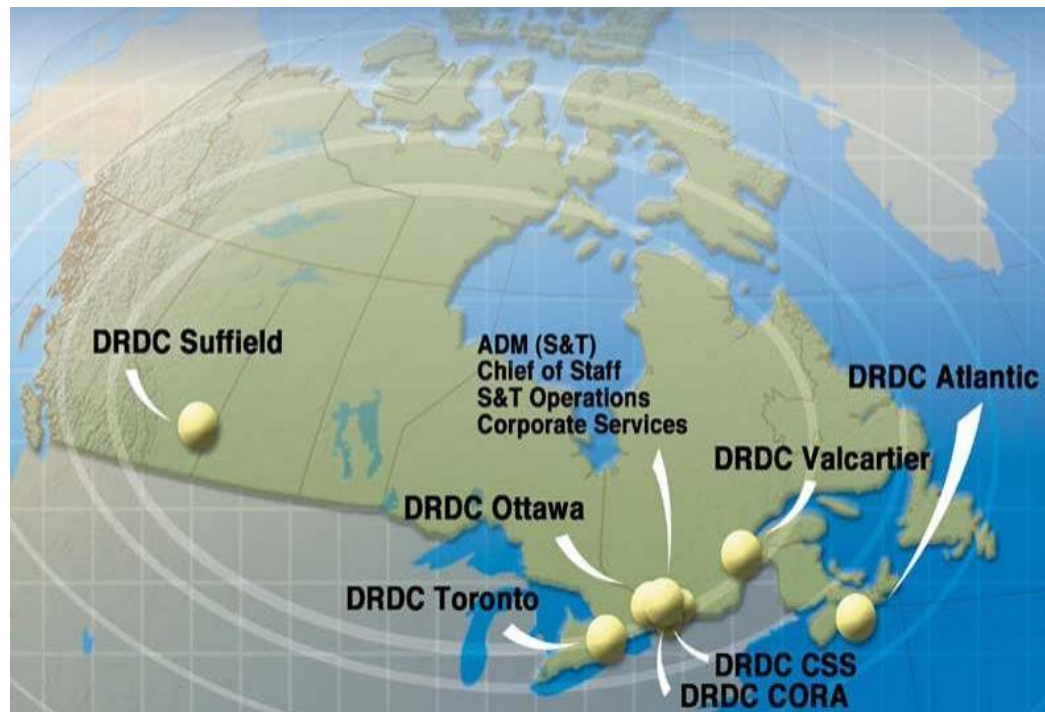 DRDC Suffield
ADM (S&T)
Chief of Staff
S&T Operations
Corporate Services
DRDC Atlantic
DRDC Valcartier
DRDC Ottawa
DRDC Toronto
DRDC CSS
DRDC CORA